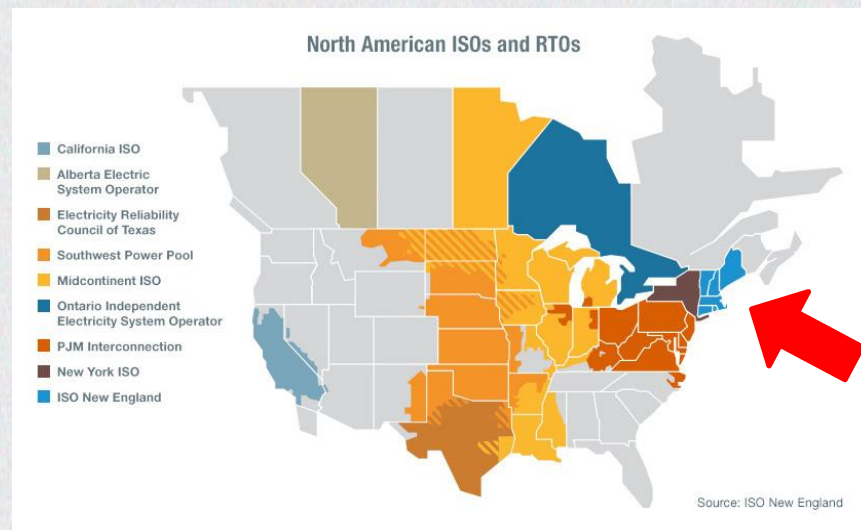 North American ISOs and RTOs
California ISO
Alberta Electric
System Operator
Electricity Reliability
Council of Texas
Southwest Power Pool
Midcontinent ISO
Ontario Independent
Electricity System Operator
PJM Interconnection
New York ISO
ISO New England
Source: ISO New England